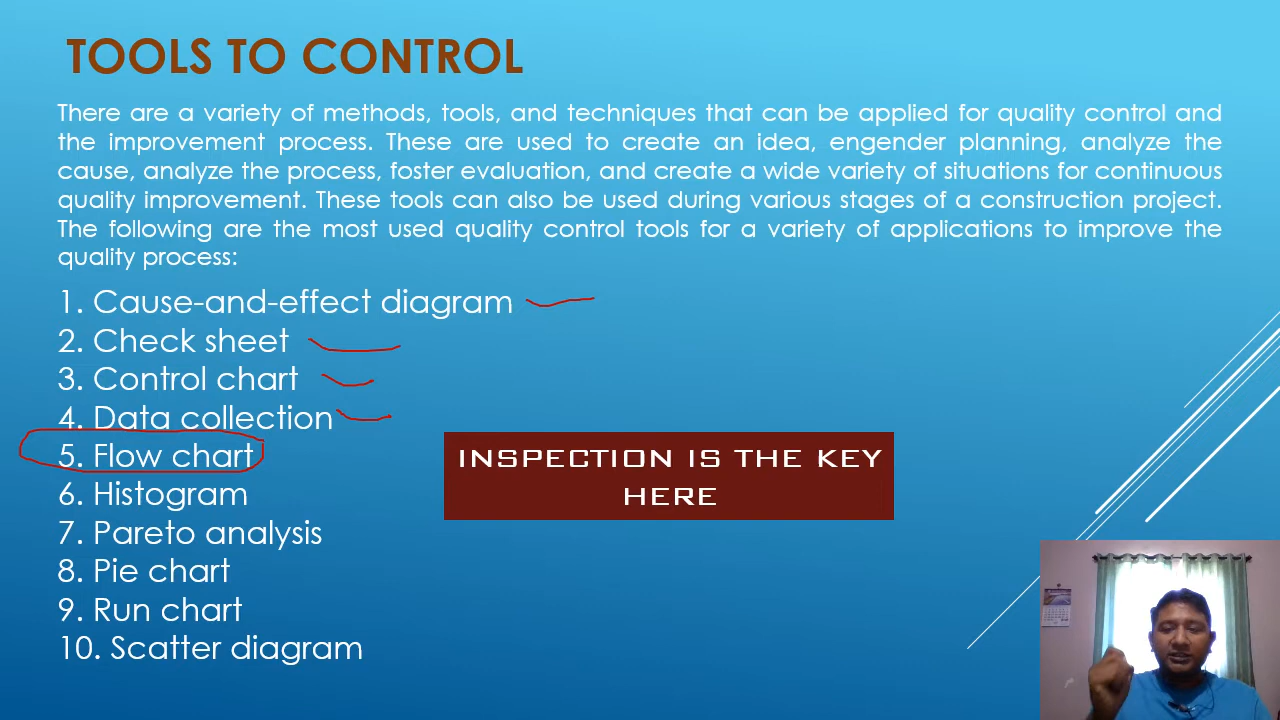 TOOLS TO CONTROL
There are a variety of methods, tools, and techniques that can be applied for quality control and
the improvement process. These are used to create an idea, engender planning, analyze the
cause, analyze the process, foster evaluation, and create a wide variety of situations for continuous
quality improvement. These tools can also be used during various stages of a construction project.
The following are the most used quality control tools for a variety of applications to improve the
quality process:
1. Cause-and-effect diagram
2. Check sheet
3. Control chart
4. Data collection
5. Flow chart
6. Histogram
7. Pareto analysis
8. Pie chart
9. Run chart
10. Scatter diagram
INSPECTION IS THE KEY
HERE